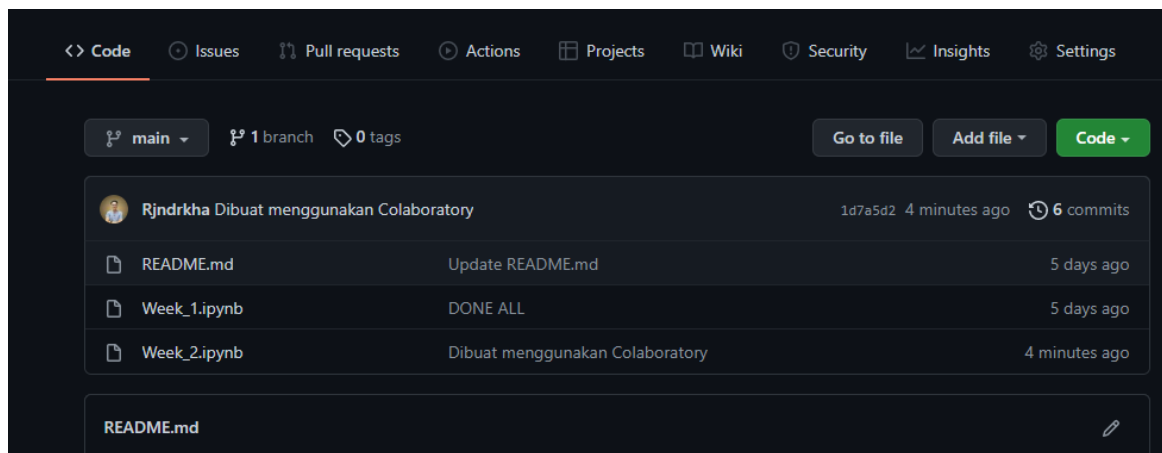 Code Issues Pull requests Actions Projects Wiki Security Insights Settings
main 1 branch 0 tags Go to file Add file Code
Rjndrkha Dibuat menggunakan Colaboratory 1d7a5d2 4 minutes ago 6 commits
README.md Update README.md 5 days ago
Week_1.ipynb DONE ALL 5 days ago
Week_2.ipynb Dibuat menggunakan Colaboratory 4 minutes ago
README.md